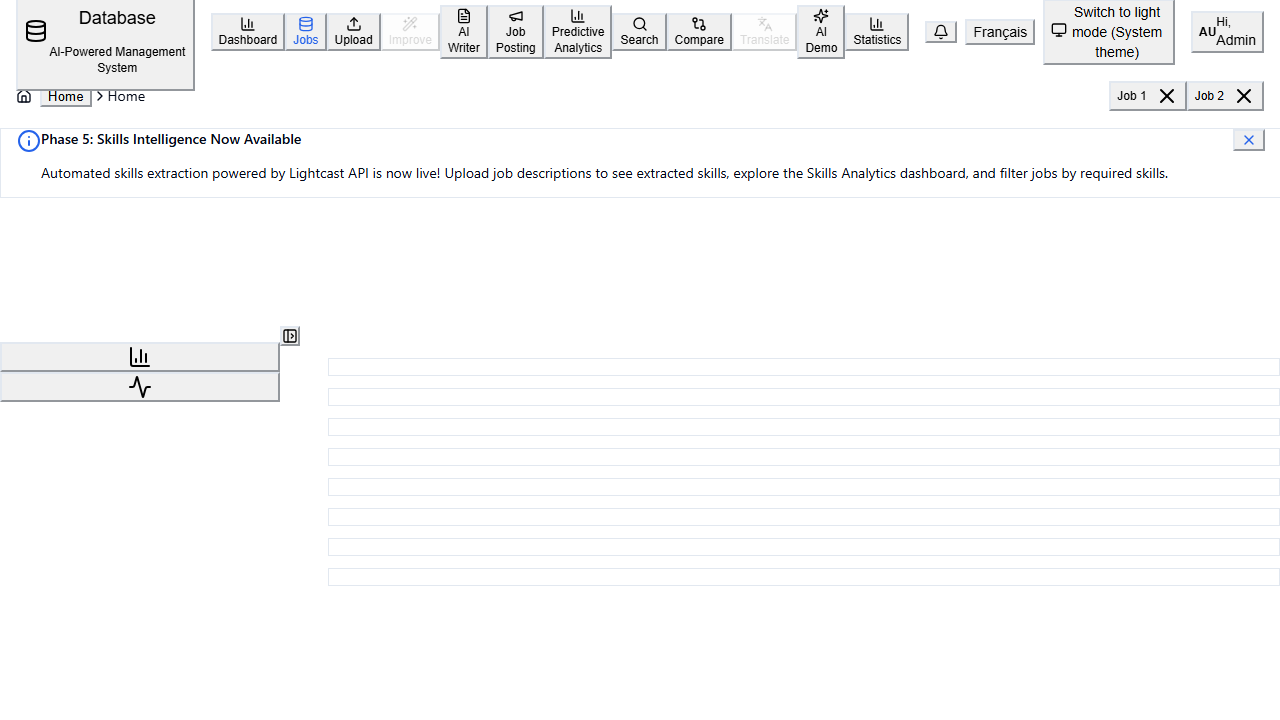 Database
AI-Powered Management
System
Dashboard
Jobs
Upload
Improve
AI
Writer
Job
Posting
Predictive
Analytics
Search
Compare
Translate
AI
Demo
Statistics
Français
Switch to light
mode (System
theme)
AU
Hi,
Admin
Home
Home
Job 1
Job 2
Phase 5: Skills Intelligence Now Available
Automated skills extraction powered by Lightcast API is now live! Upload job descriptions to see extracted skills, explore the Skills Analytics dashboard, and filter jobs by required skills.